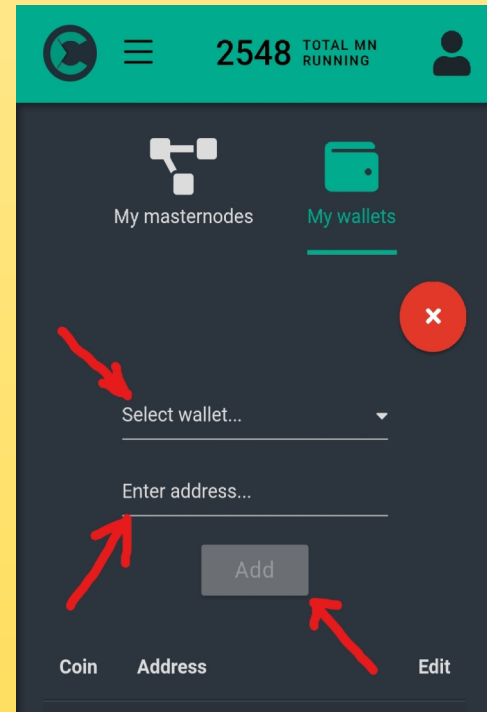 2548 TOTAL MN
RUNNING
My masternodes My wallets
Select wallet...
Enter address...
Add
Coin Address Edit